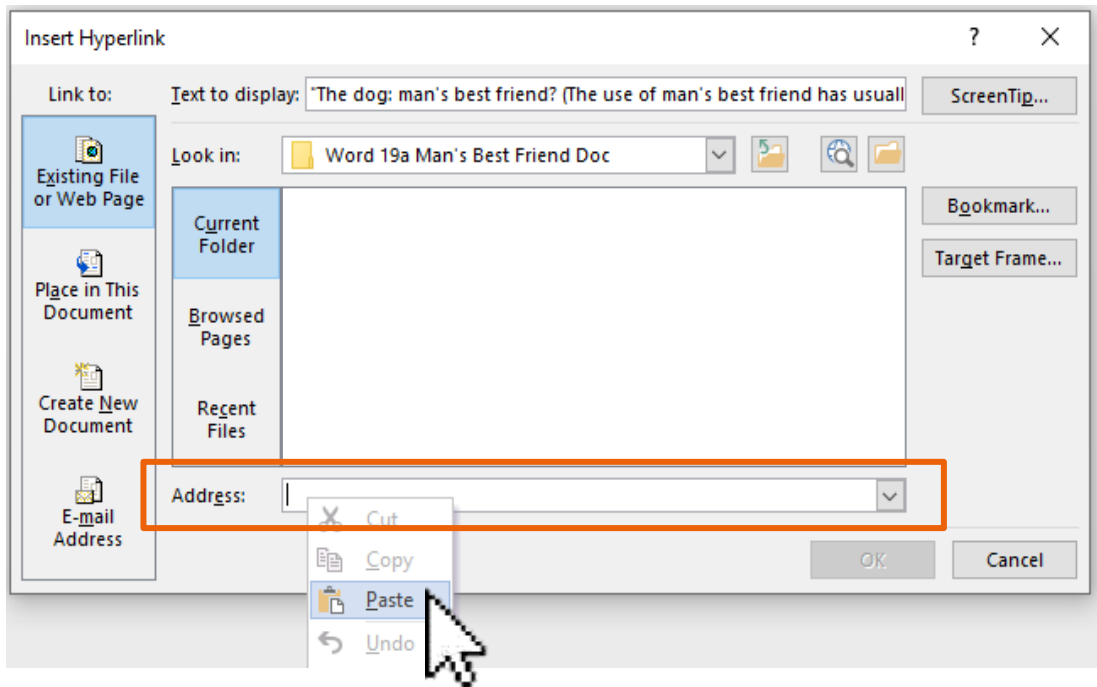 Insert Hyperlink
?
Link to:
Text to display:
"The dog: man's best friend? (The use of man's best friend has usuall
ScreenTip...
Existing File
or Web Page
Look in:
Word 19a Man's Best Friend Doc
Bookmark...
Target Frame...
Place in This
Document
Create New
Document
E-mail
Address
Current
Folder
Browsed
Pages
Recent
Files
Address:
Cut
Copy
Paste
Undo
OK
Cancel